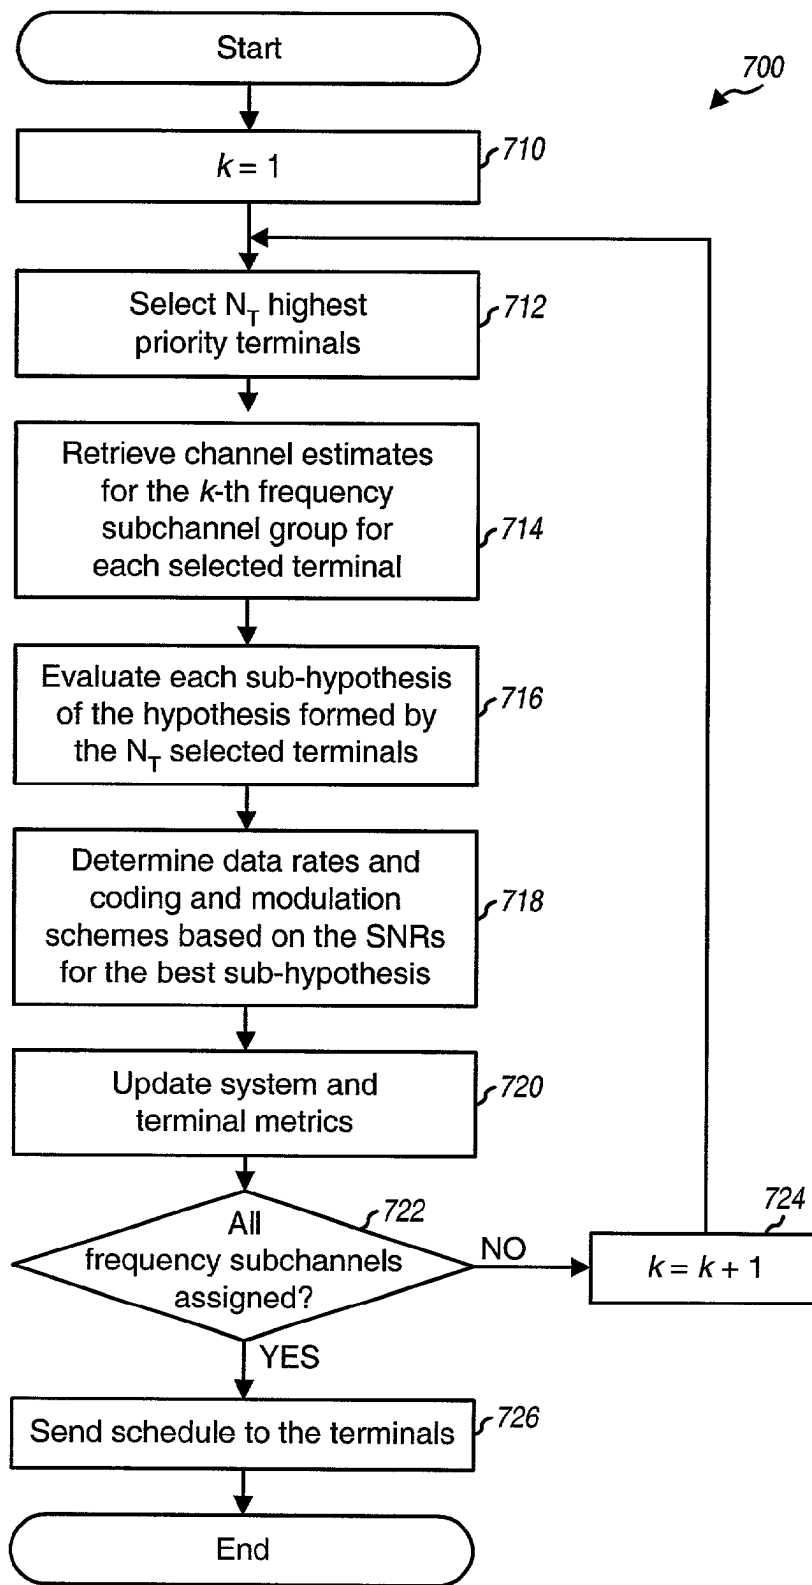 Start
700
k = 1
710
Select NT highest
priority terminals
712
Retrieve channel estimates
for the k-th frequency
subchannel group for
each selected terminal
714
Evaluate each sub-hypothesis
of the hypothesis formed by
the NT selected terminals
716
Determine data rates and
coding and modulation
schemes based on the SNRs
for the best sub-hypothesis
718
Update system and
terminal metrics
720
All
frequency subchannels
assigned?
722
NO
k = k + 1
724
YES
Send schedule to the terminals
726
End